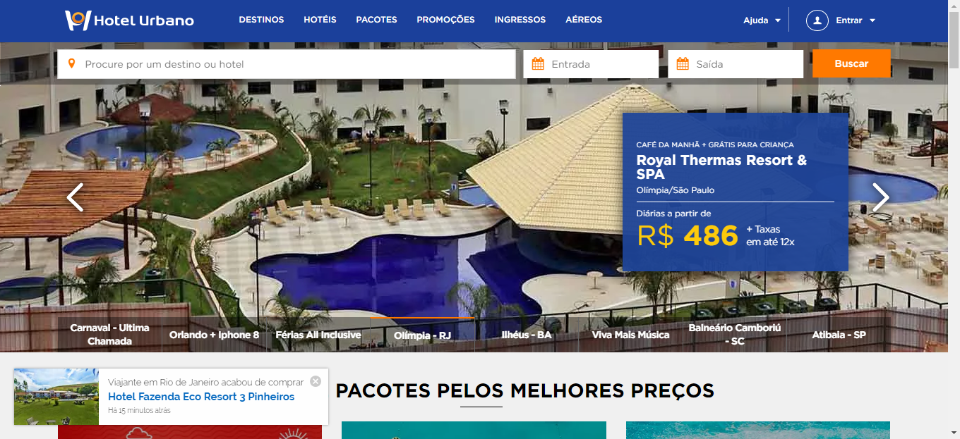 Hotel Urbano
DESTINOS HOTÉIS PACOTES PROMOÇÕES INGRESSOS AÉREOS
Ajuda Entrar
Procure por um destino ou hotel
Entrada
Saída
Buscar
CAFÉ DA MANHÃ + GRÁTIS PARA CRIANÇA
Royal Thermas Resort &
SPA
Olímpia/São Paulo
Diárias a partir de
R$ 486 + Taxas
em até 12x
Carnaval - Ultima
Chamada
Orlando + Iphone 8
Férias All Inclusive
Olímpia - RJ
Ilhéus - BA
Viva Mais Música
Balneário Camboriú
- SC
Atibaia - SP
Viajante em Rio de Janeiro acabou de comprar
Hotel Fazenda Eco Resort 3 Pinheiros
Há 15 minutos atrás
PACOTES PELOS MELHORES PREÇOS